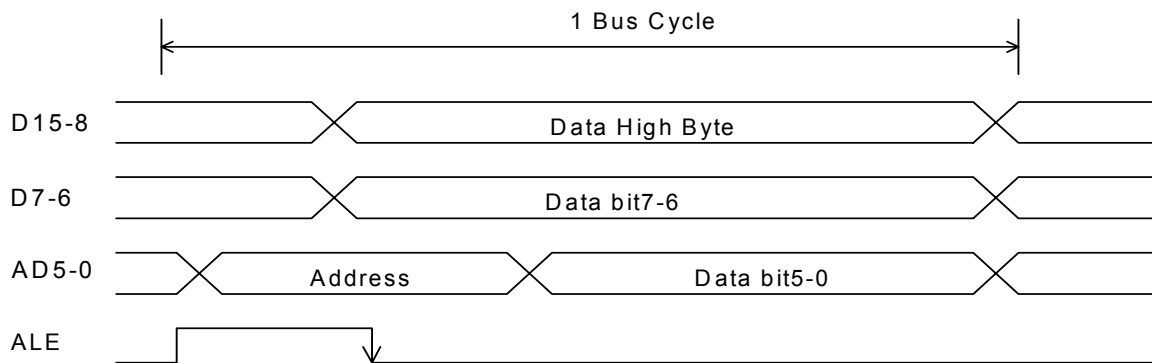 1 Bus Cycle
D15-8
Data High Byte
D7-6
Data bit7-6
AD5-0
Address
Data bit5-0
ALE